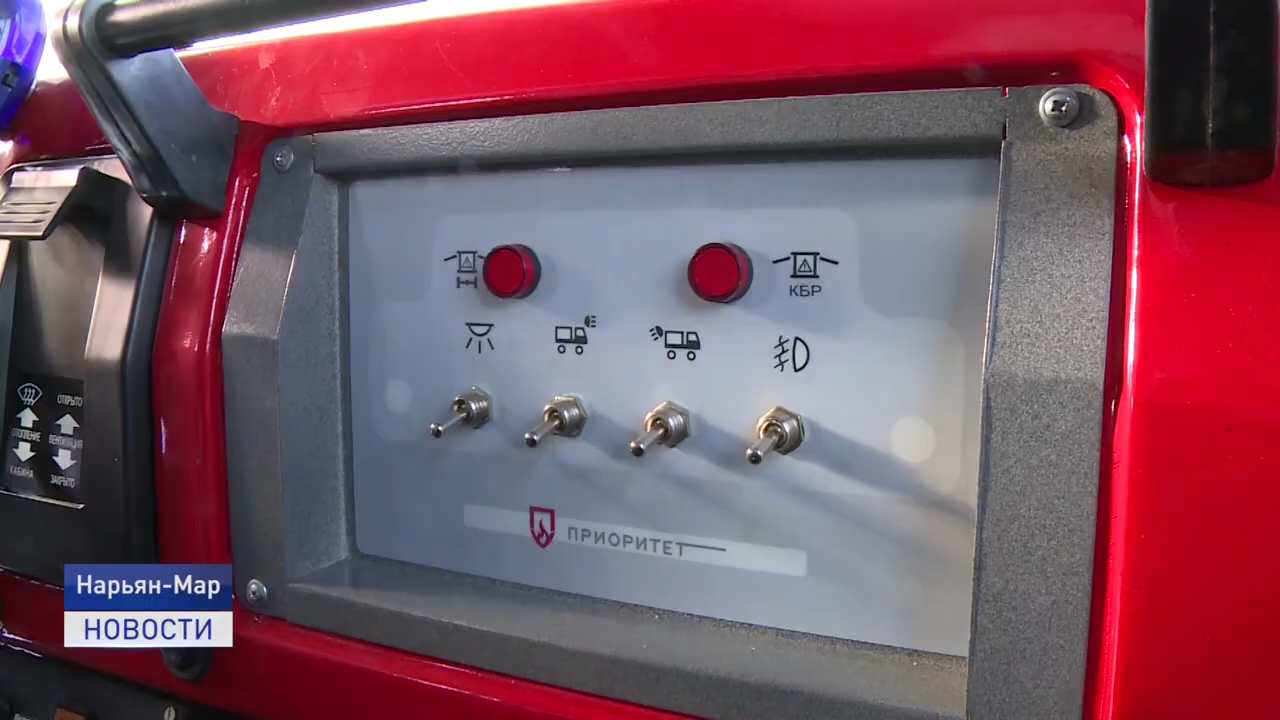 КБР
ОТКРЫТО
ОТОПЛЕНИЕ
ВЕНТИЛЯЦИЯ
КАБИНА
ЗАКРЫТО
ПРИОРИТЕТ
Нарьян-Мар
НОВОСТИ